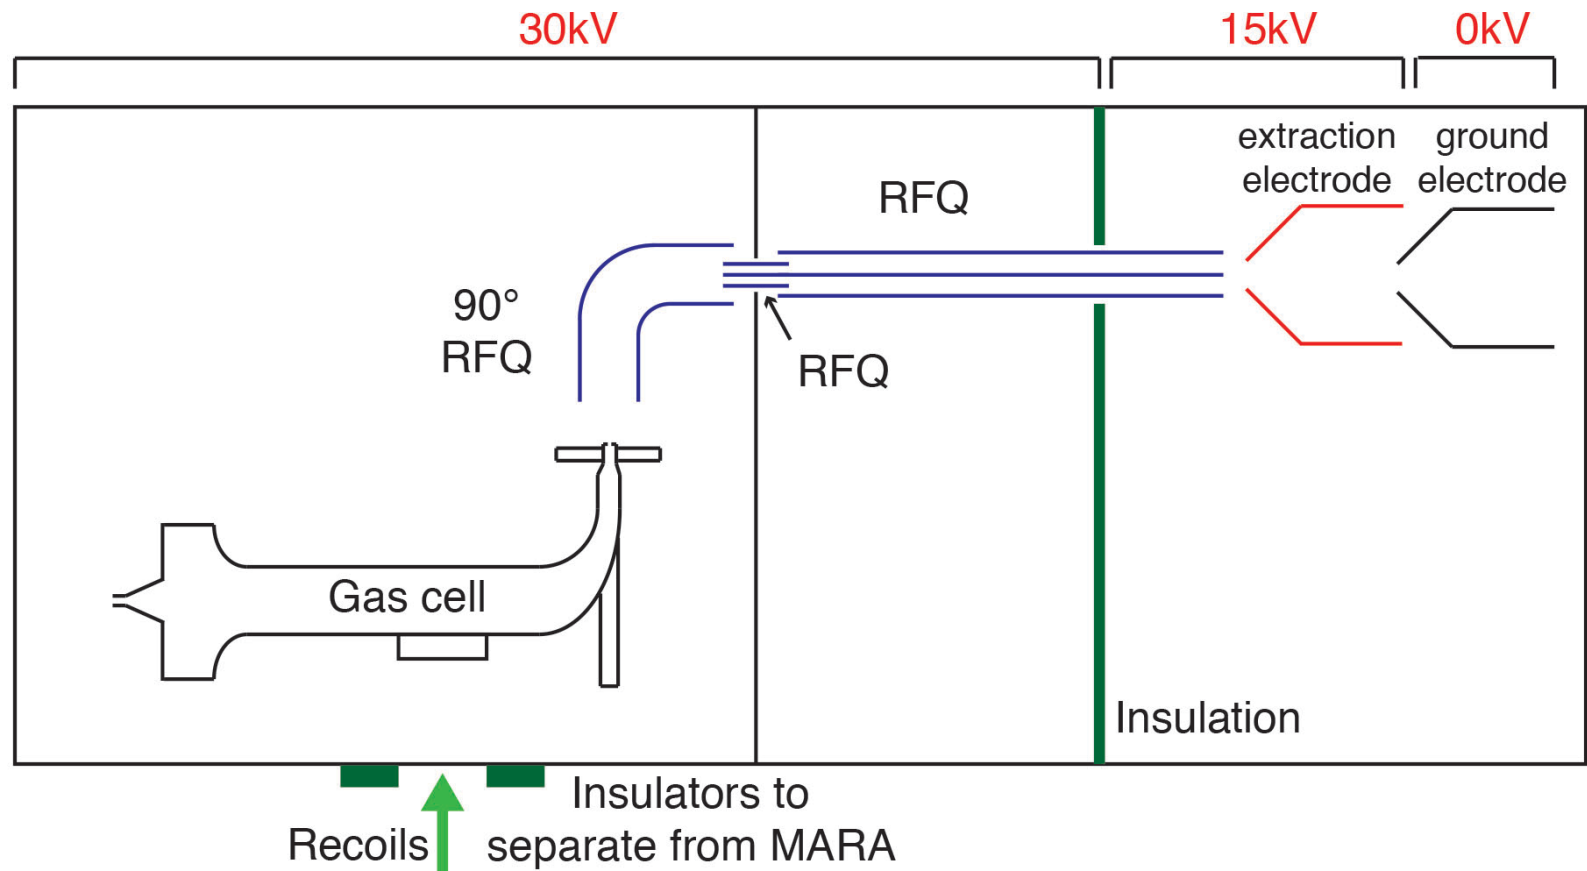 30kV
15kV
0kV
extraction
electrode
ground
electrode
RFQ
90°
RFQ
RFQ
Gas cell
Insulation
Insulators to
separate from MARA
Recoils